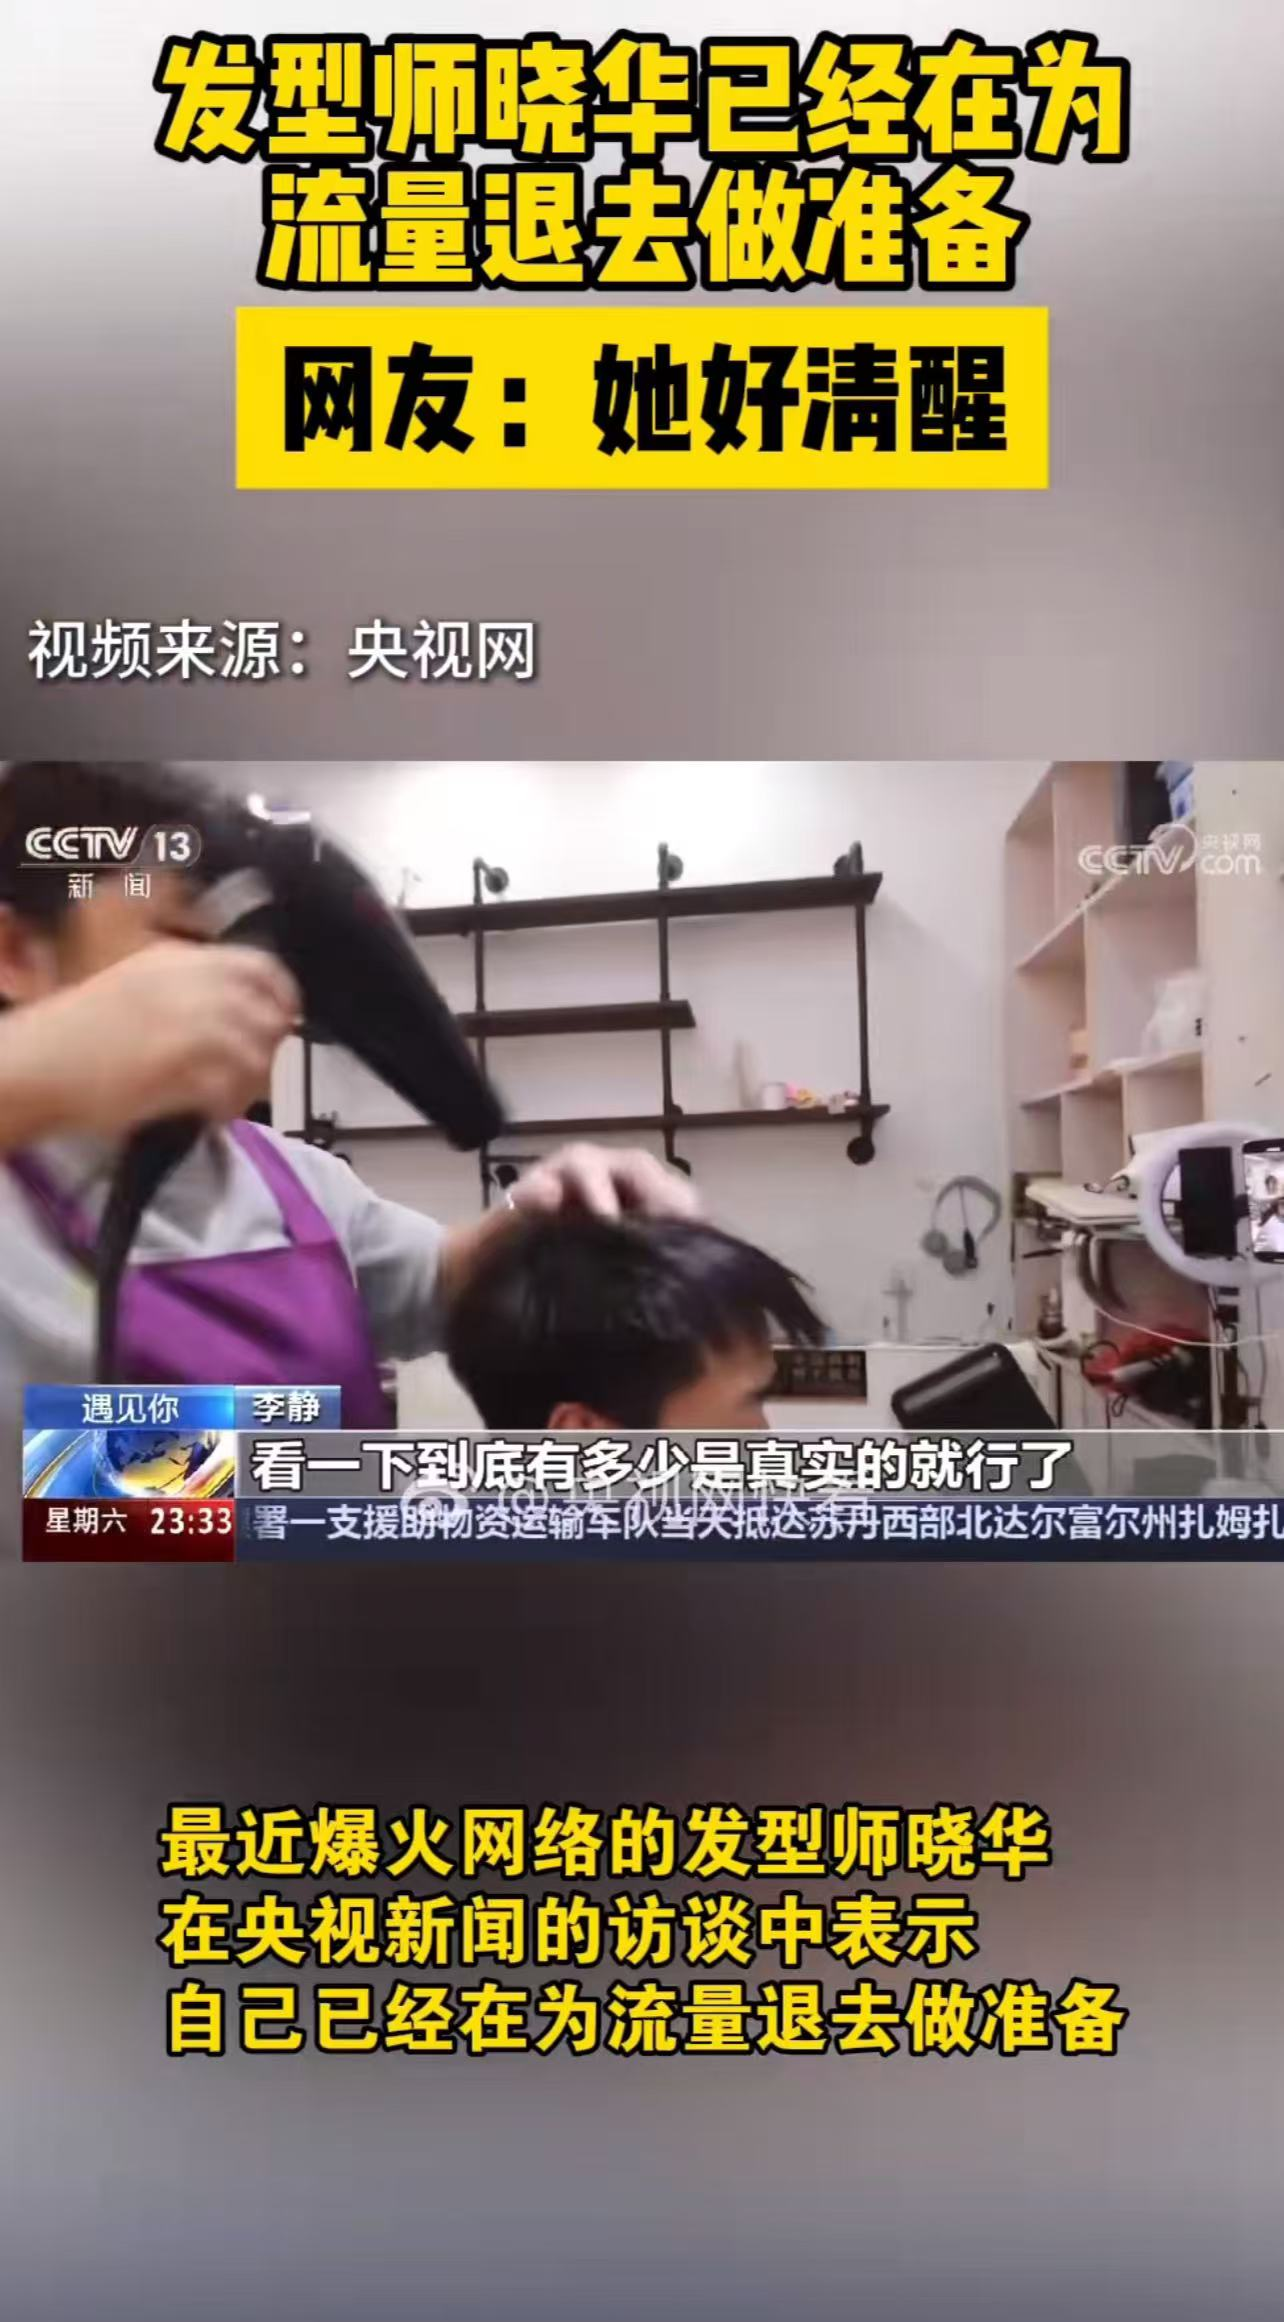 发型师晓华已经在为
流量退去做准备
网友：她好清醒
视频来源：央视网
CCTV 13
新闻
央视网
CCTV com
遇见你 李静
看一下到底有多少是真实的就行了
星期六 23:33 署一支援助物资运输车队当天抵达苏丹西部北达尔富尔州扎姆扎
最近爆火网络的发型师晓华
在央视新闻的访谈中表示
自己已经在为流量退去做准备